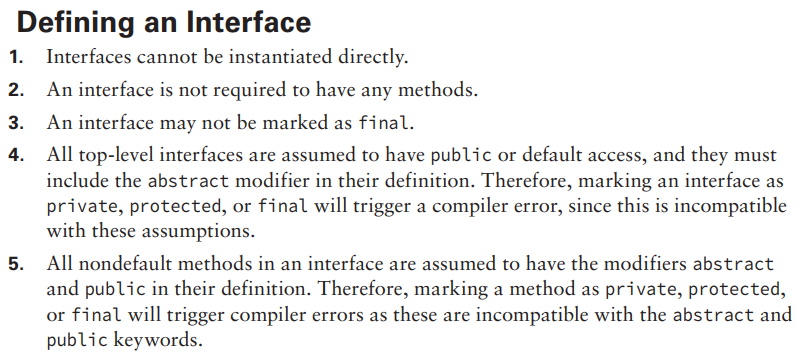 Defining an Interface
1. Interfaces cannot be instantiated directly.
2. An interface is not required to have any methods.
3. An interface may not be marked as final.
4. All top-level interfaces are assumed to have public or default access, and they must
include the abstract modifier in their definition. Therefore, marking an interface as
private, protected, or final will trigger a compiler error, since this is incompatible
with these assumptions.
5. All nondefault methods in an interface are assumed to have the modifiers abstract
and public in their definition. Therefore, marking a method as private, protected,
or final will trigger compiler errors as these are incompatible with the abstract and
public keywords.